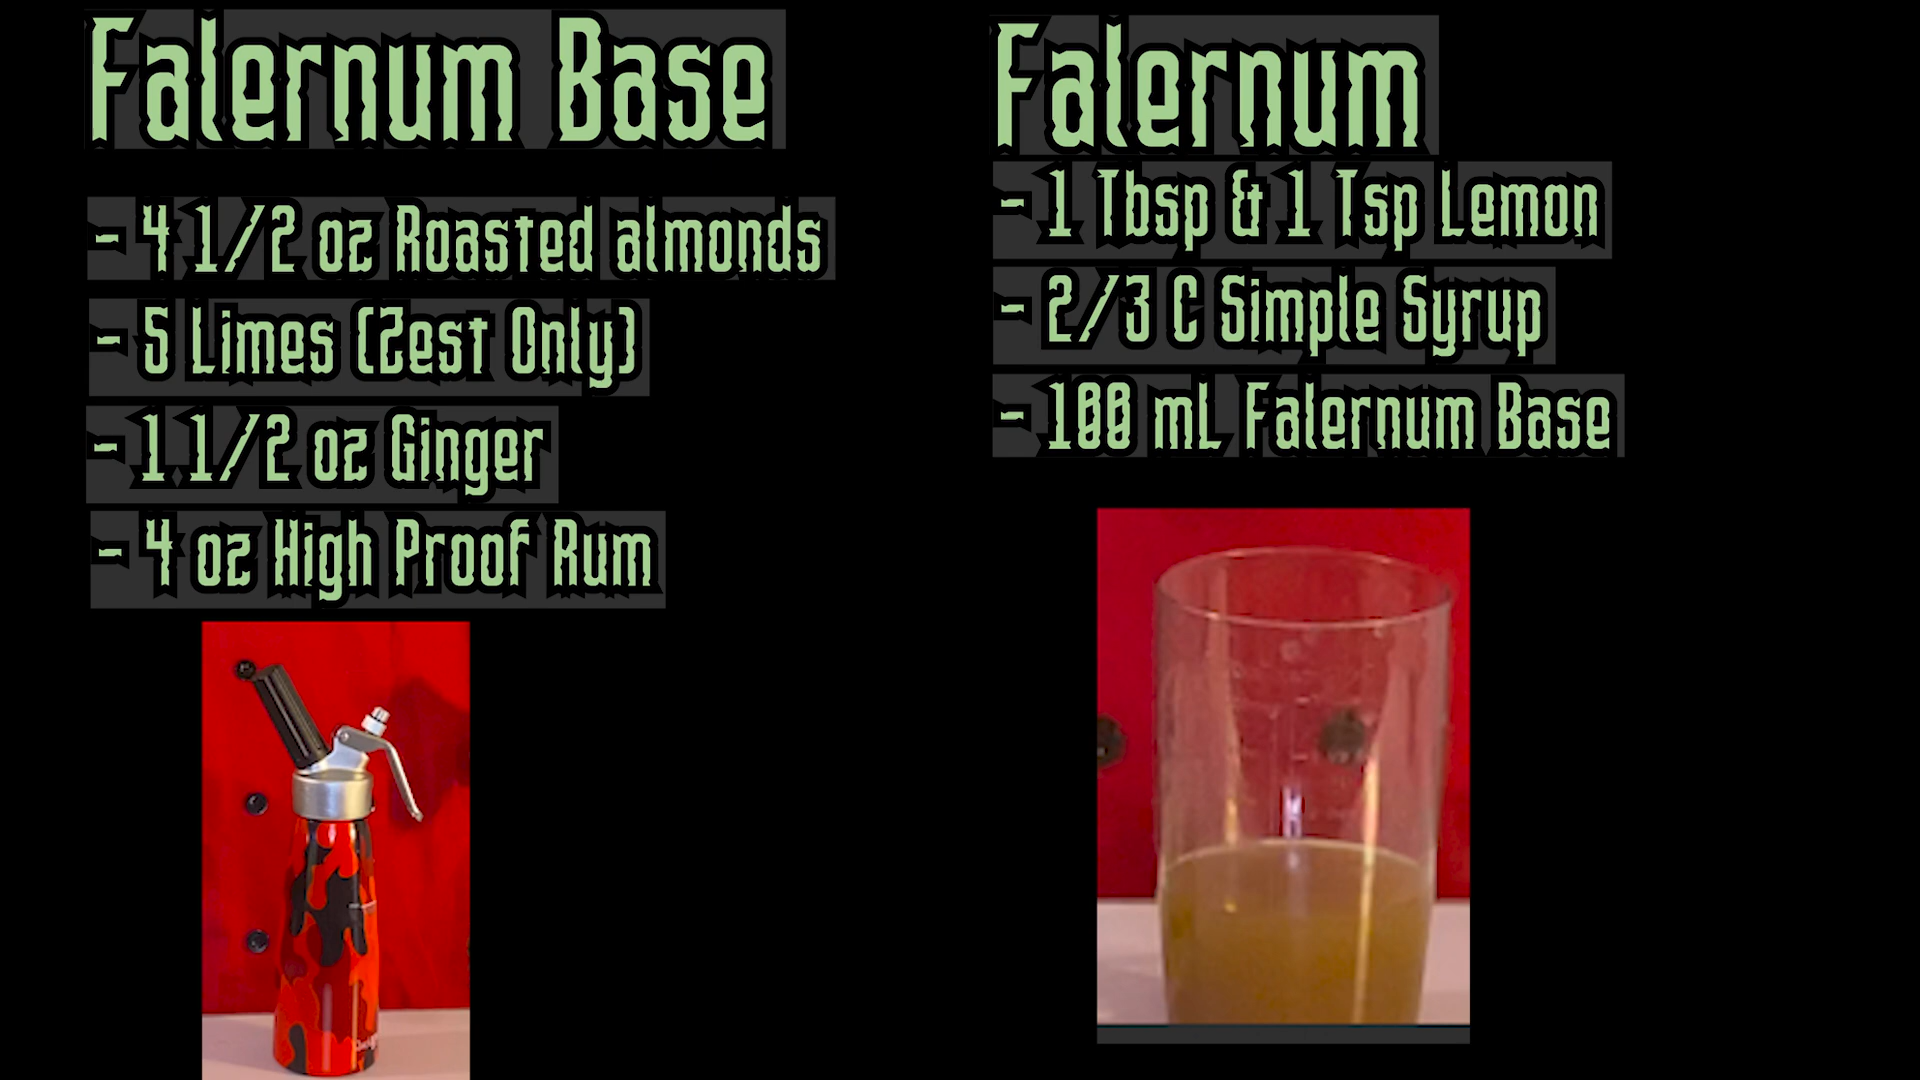 Falernum Base
- 4 1/2 oz Roasted almonds
- 5 Limes (Zest Only)
- 1 1/2 oz Ginger
- 4 oz High Proof Rum
Falernum
- 1 Tbsp & 1 Tsp Lemon
- 2/3 C Simple Syrup
- 100 mL Falernum Base